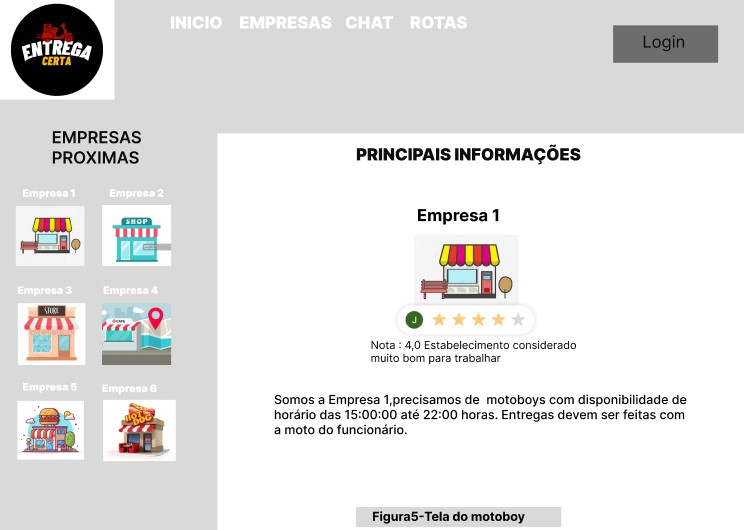 ENTREGA
CERTA
INICIO EMPRESAS CHAT ROTAS
Login
EMPRESAS
PROXIMAS
Empresa 1 Empresa 2
SHOP
Empresa 3 Empresa 4
STORE
CAFE
Empresa 5 Empresa 6
HOT
DOG
PRINCIPAIS INFORMAÇÕES
Empresa 1
J
Nota : 4,0 Estabelecimento considerado
muito bom para trabalhar
Somos a Empresa 1,precisamos de motoboys com disponibilidade de
horário das 15:00:00 até 22:00 horas. Entregas devem ser feitas com
a moto do funcionário.
Figura5-Tela do motoboy